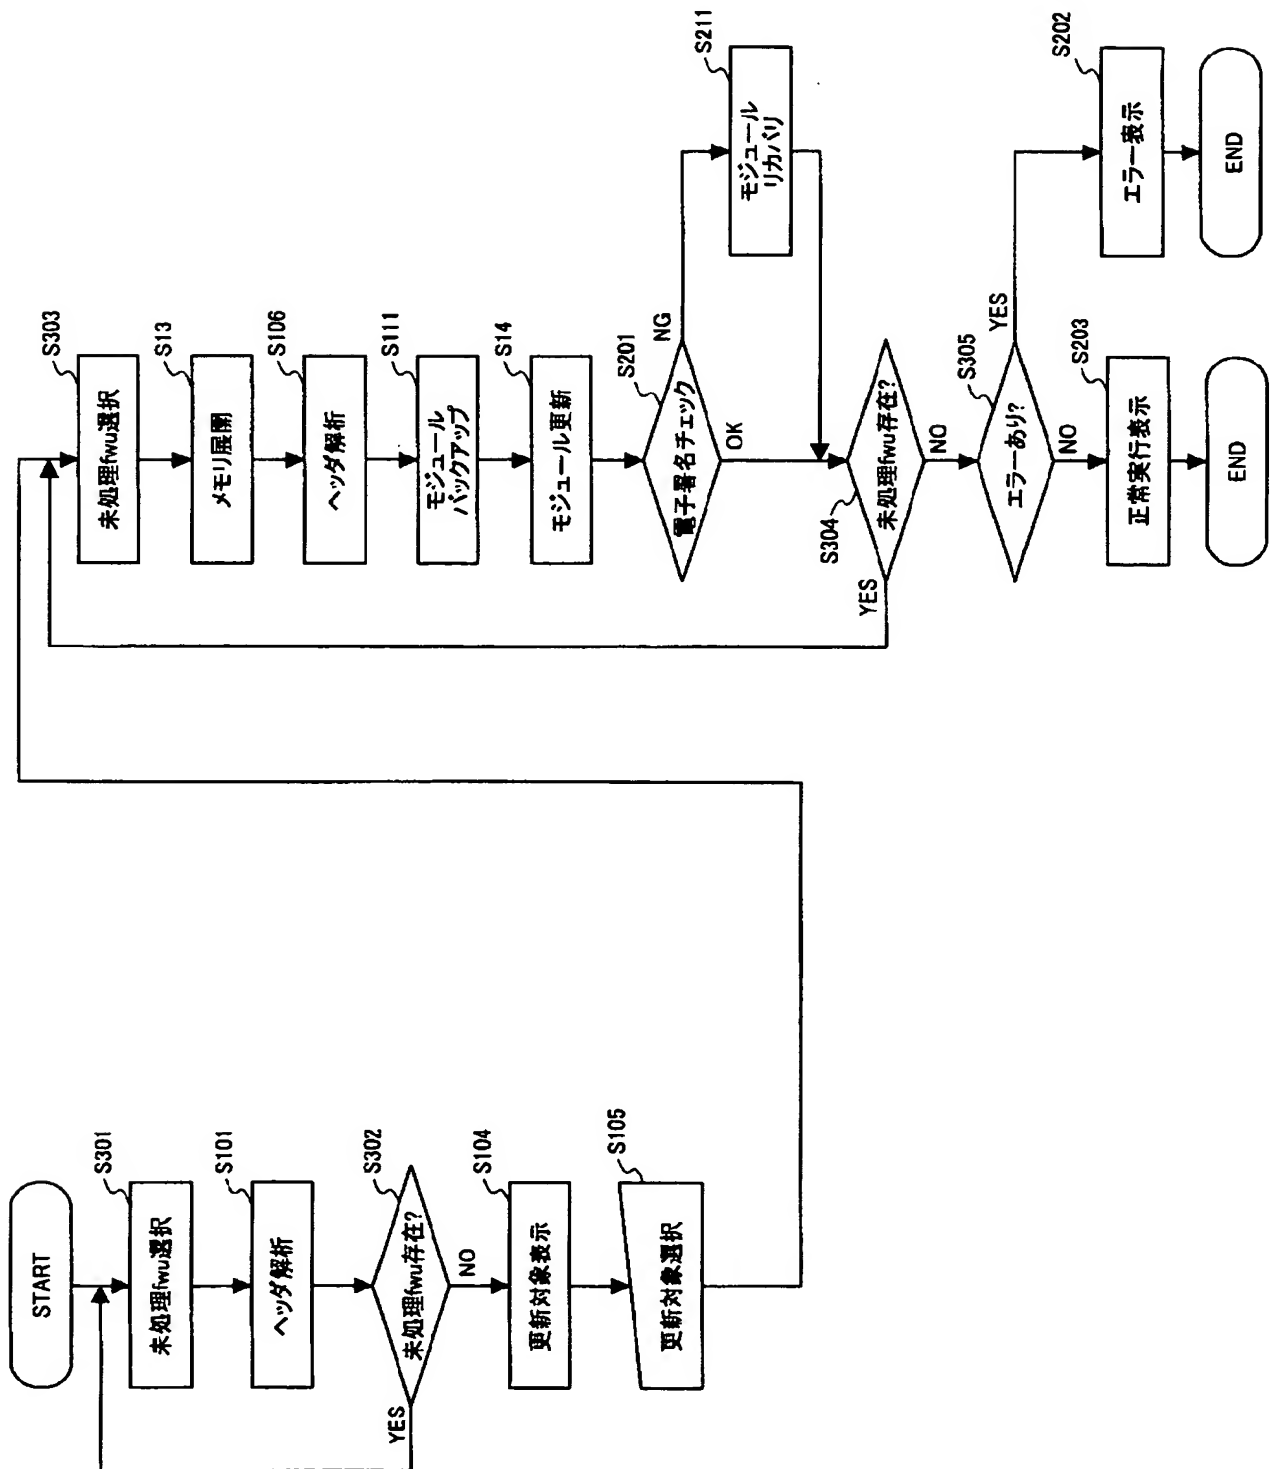 START
S301
未処理fwu選択
S101
ヘッダ解析
S302
未処理fwu存在?
YES
NO
S104
更新対象表示
S105
更新対象選択
S303
未処理fwu選択
S13
メモリ展開
S106
ヘッダ解析
S111
モジュール
バックアップ
S14
モジュール更新
S201
電子署名チェック
NG
OK
S211
モジュール
リカバリ
S304
未処理fwu存在?
YES
NO
S305
エラーあり?
YES
NO
S202
エラー表示
END
S203
正常実行表示
END